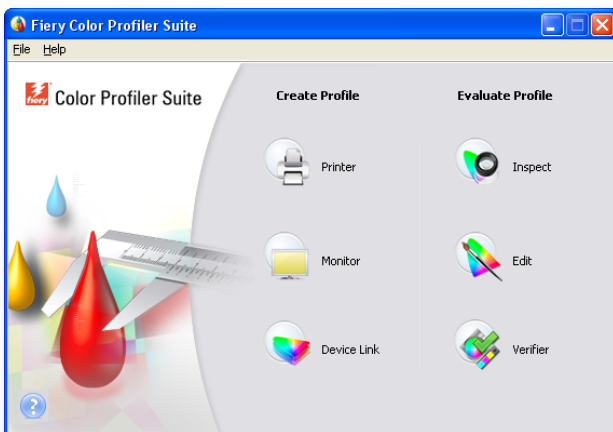 Fiery Color Profiler Suite
File Help
fiery Color Profiler Suite
Create Profile
Printer
Monitor
Device Link
Evaluate Profile
Inspect
Edit
Verifier
?